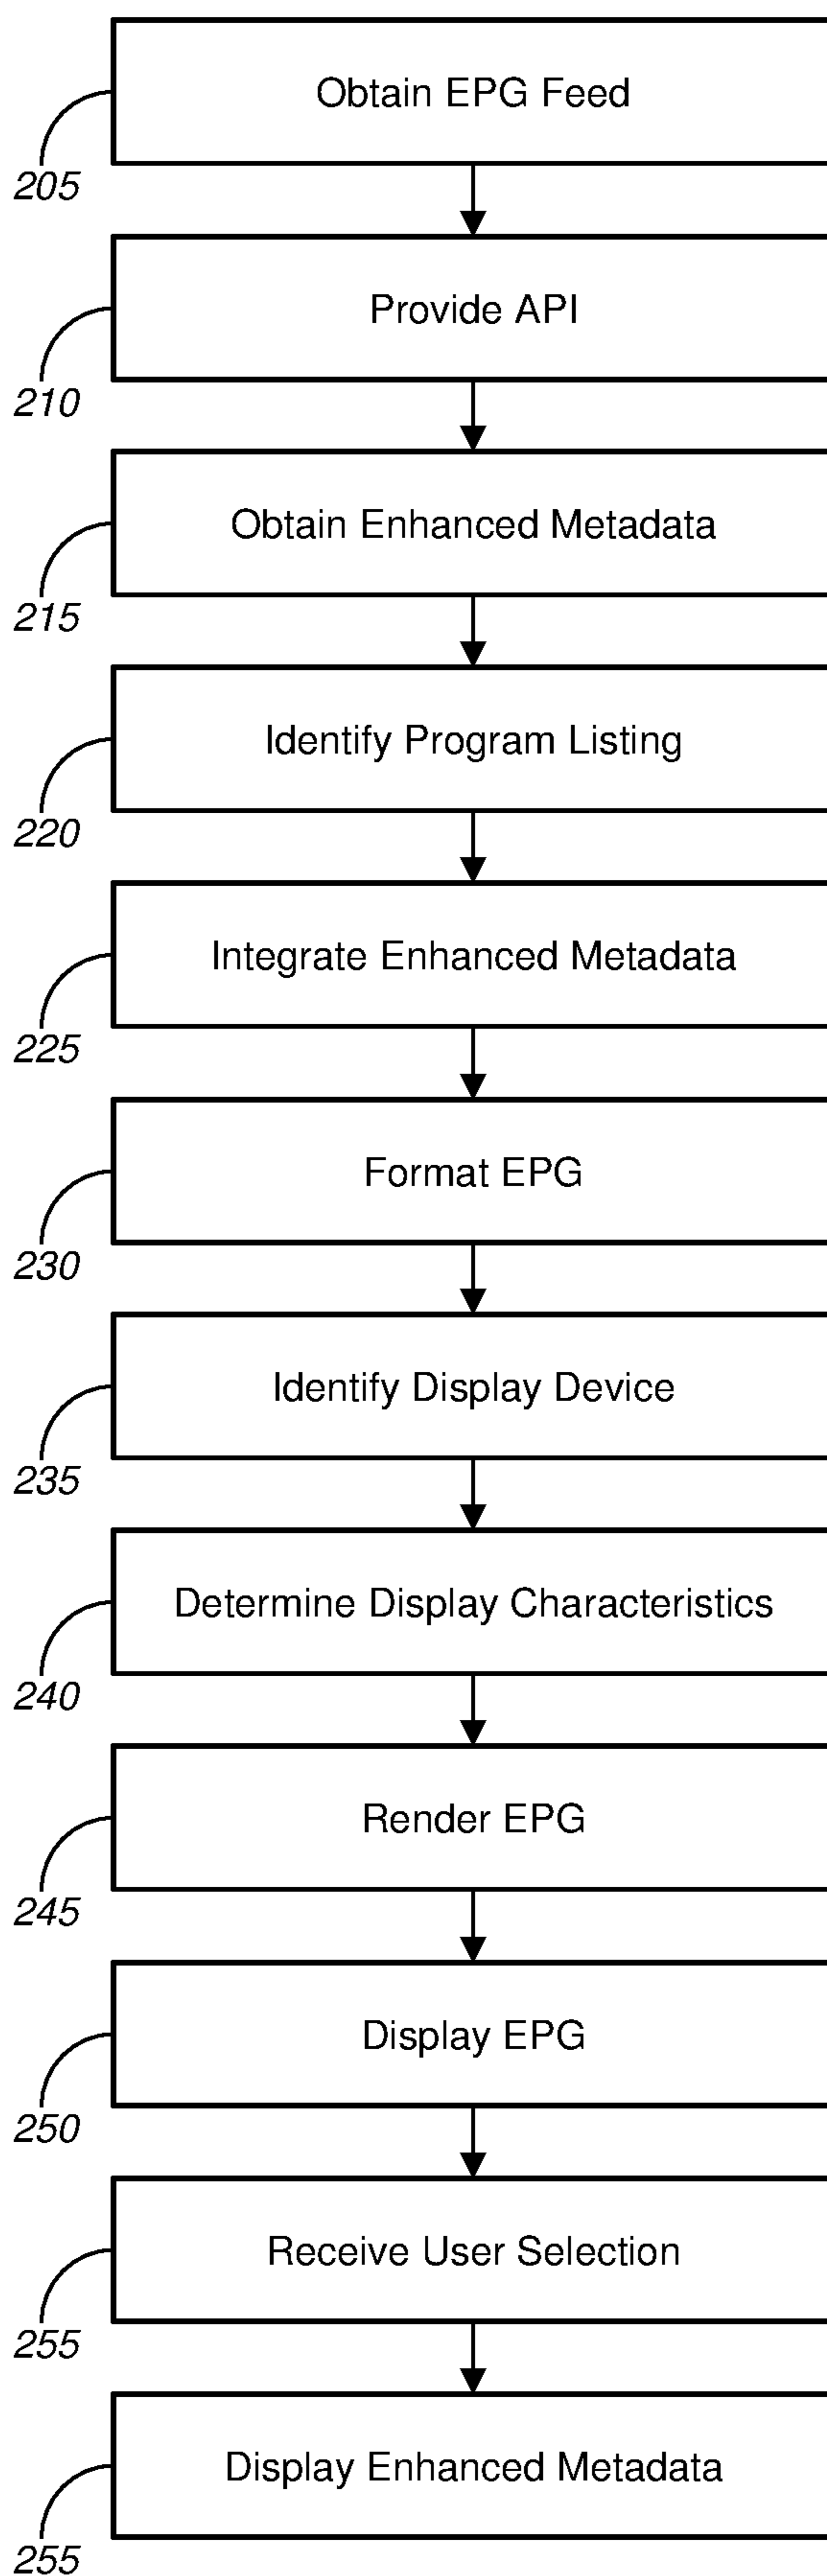 Obtain EPG Feed
205
Provide API
210
Obtain Enhanced Metadata
215
Identify Program Listing
220
Integrate Enhanced Metadata
225
Format EPG
230
Identify Display Device
235
Determine Display Characteristics
240
Render EPG
245
Display EPG
250
Receive User Selection
255
Display Enhanced Metadata
255